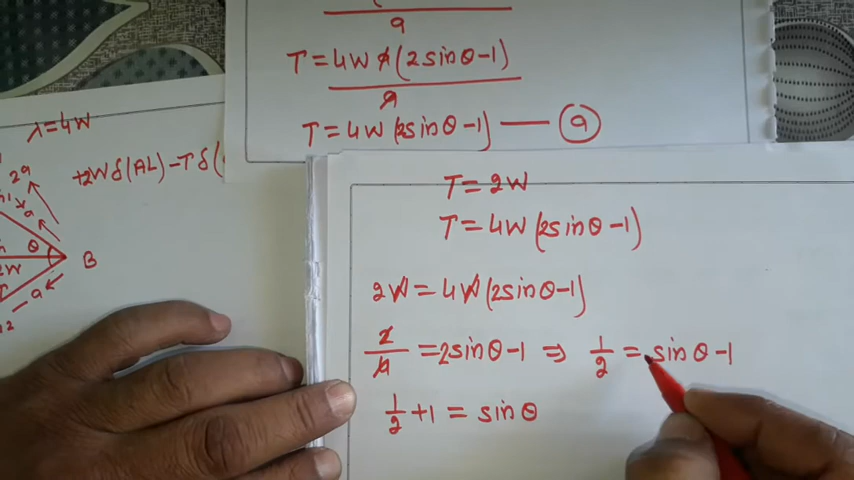 a
T = 4W a(2sinθ-1)
a
T = 4W(2sinθ-1) — a
λ = 4W
2a
+2Wδ(AL) - Tδ(
a
θ
B
2W
a
T = 2W
T = 4W(2sinθ-1)
2W = 4W(2sinθ-1)
2/4 = 2sinθ-1 ⇒ 1/2 = sinθ-1
1/2 + 1 = sinθ